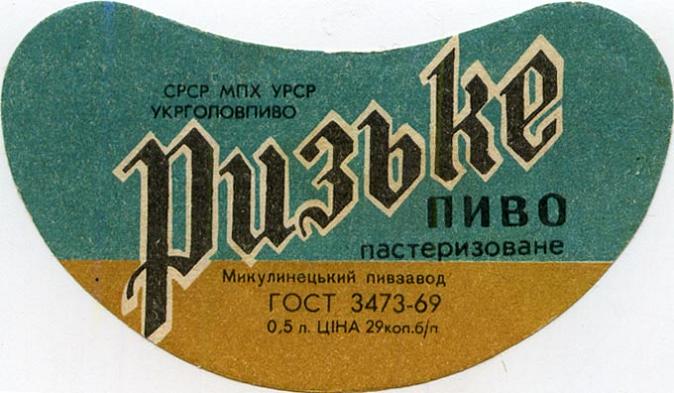 СРСР МПХ УРСР
УКРГОЛОВПИВО
Ризьке
ПИВО
пастеризоване
Микулинецький пивзавод
ГОСТ 3473-69
0,5 л. ЦІНА 29коп.б/п